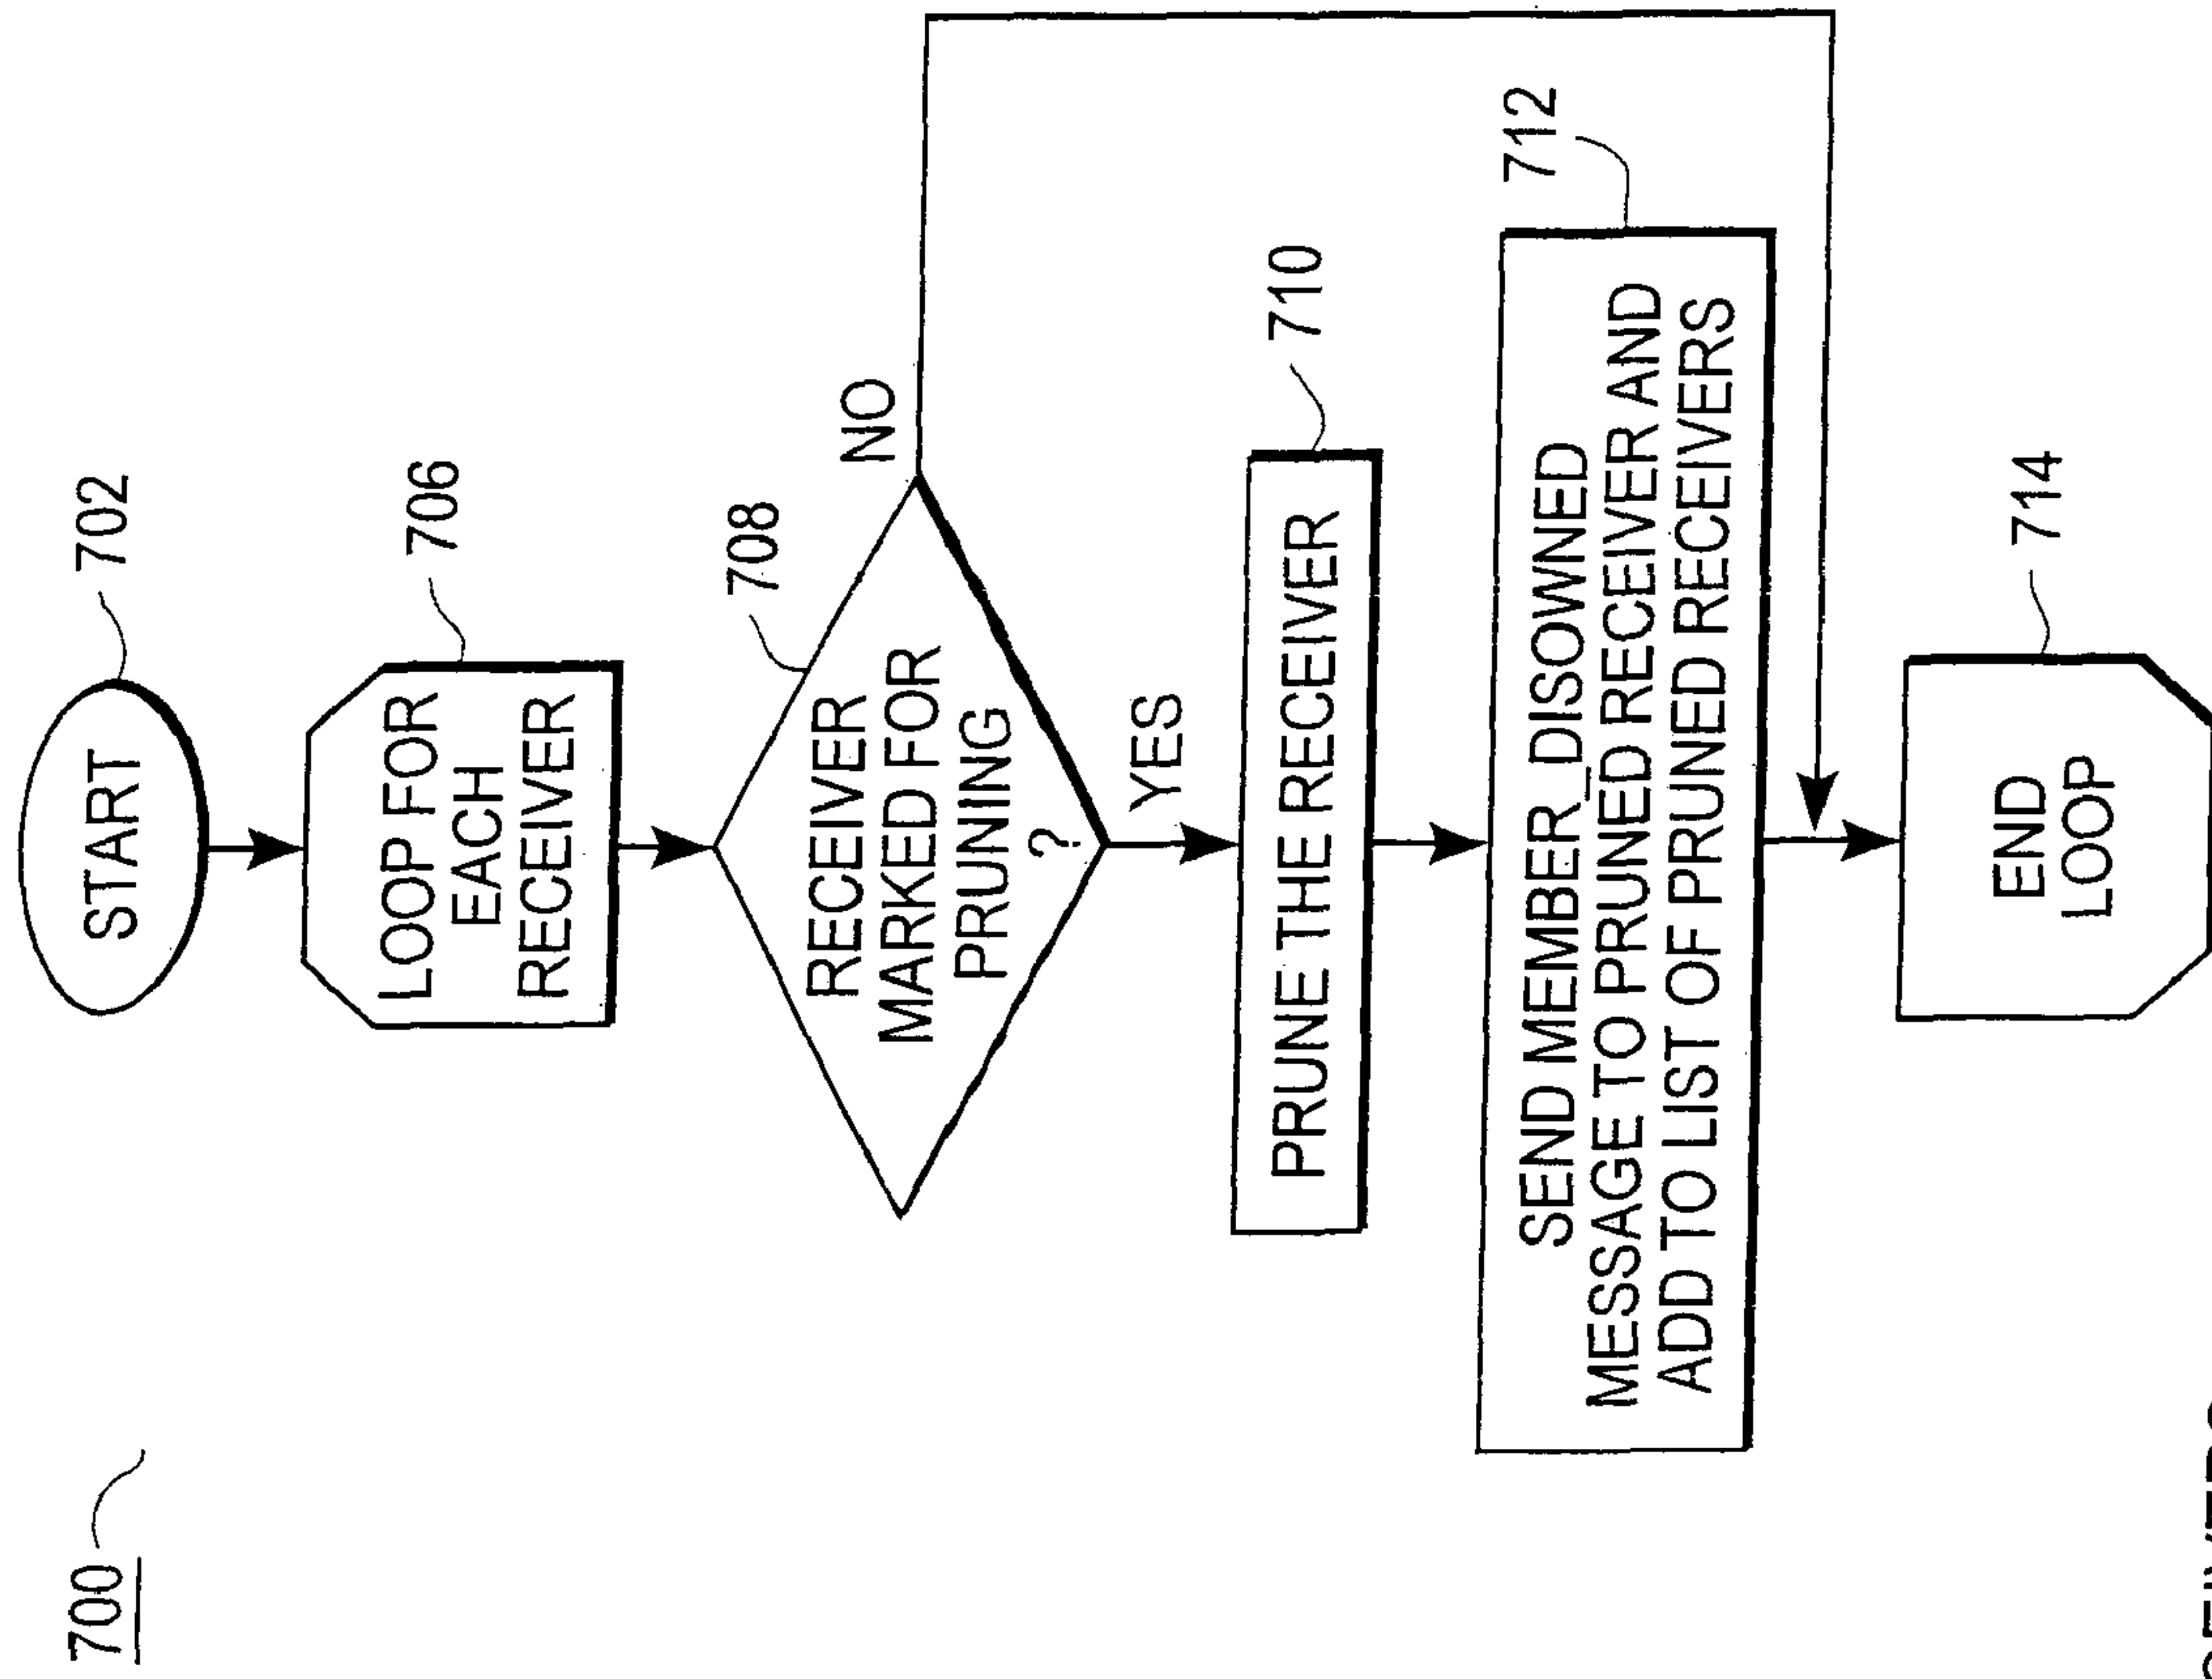 700
START
702
LOOP FOR
EACH
RECEIVER
706
RECEIVER
MARKED FOR
PRUNING
?
708
NO
YES
PRUNE THE RECEIVER
710
SEND MEMBER_DISOWNED
MESSAGE TO PRUNED RECEIVER AND
ADD TO LIST OF PRUNED RECEIVERS
712
END
LOOP
714